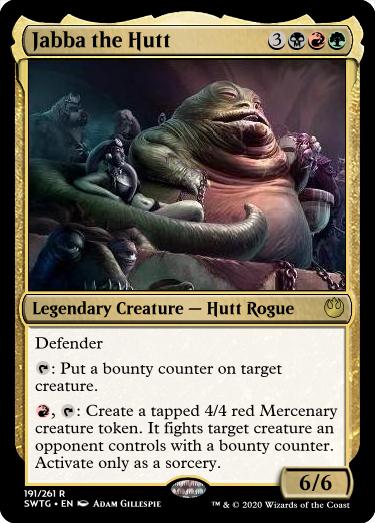 Jabba the Hutt 3
Legendary Creature — Hutt Rogue
Defender
: Put a bounty counter on target
creature.
, : Create a tapped 4/4 red Mercenary
creature token. It fights target creature an
opponent controls with a bounty counter.
Activate only as a sorcery.
6/6
191/261 R
SWTG • EN Adam Gillespie
™ & © 2020 Wizards of the Coast